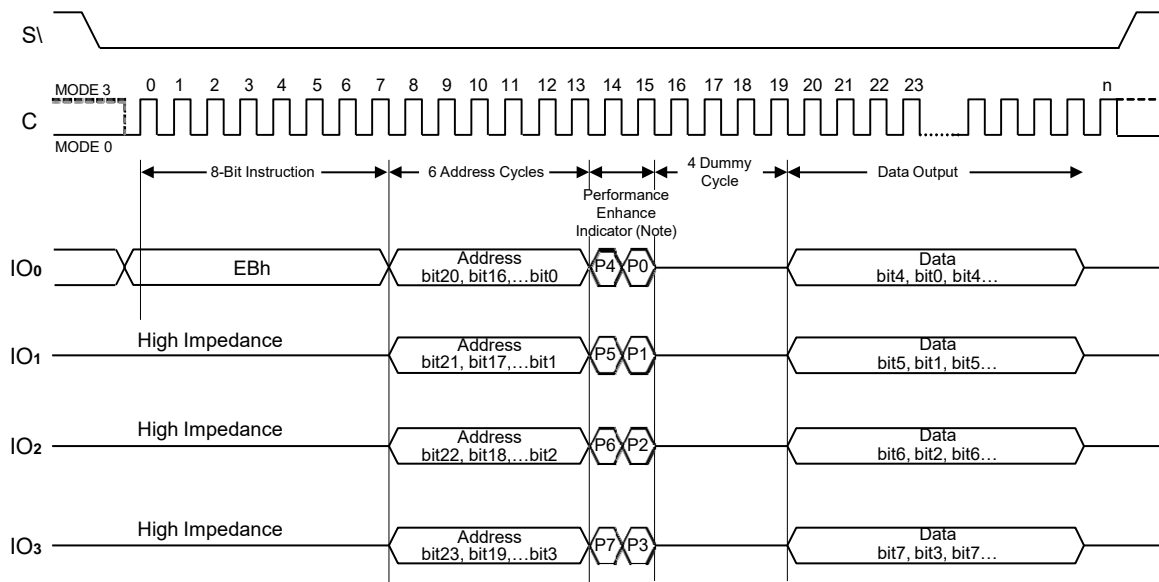 S\
0 1 2 3 4 5 6 7 8 9 10 11 12 13 14 15 16 17 18 19 20 21 22 23 n
MODE 3
C
MODE 0
8-Bit Instruction
6 Address Cycles
4 Dummy
Cycle
Data Output
Performance
Enhance
Indicator (Note)
IO0
EBh
Address
bit20, bit16,…bit0
P4
P0
Data
bit4, bit0, bit4…
IO1
High Impedance
Address
bit21, bit17,…bit1
P5
P1
Data
bit5, bit1, bit5…
IO2
High Impedance
Address
bit22, bit18,…bit2
P6
P2
Data
bit6, bit2, bit6…
IO3
High Impedance
Address
bit23, bit19,…bit3
P7
P3
Data
bit7, bit3, bit7…